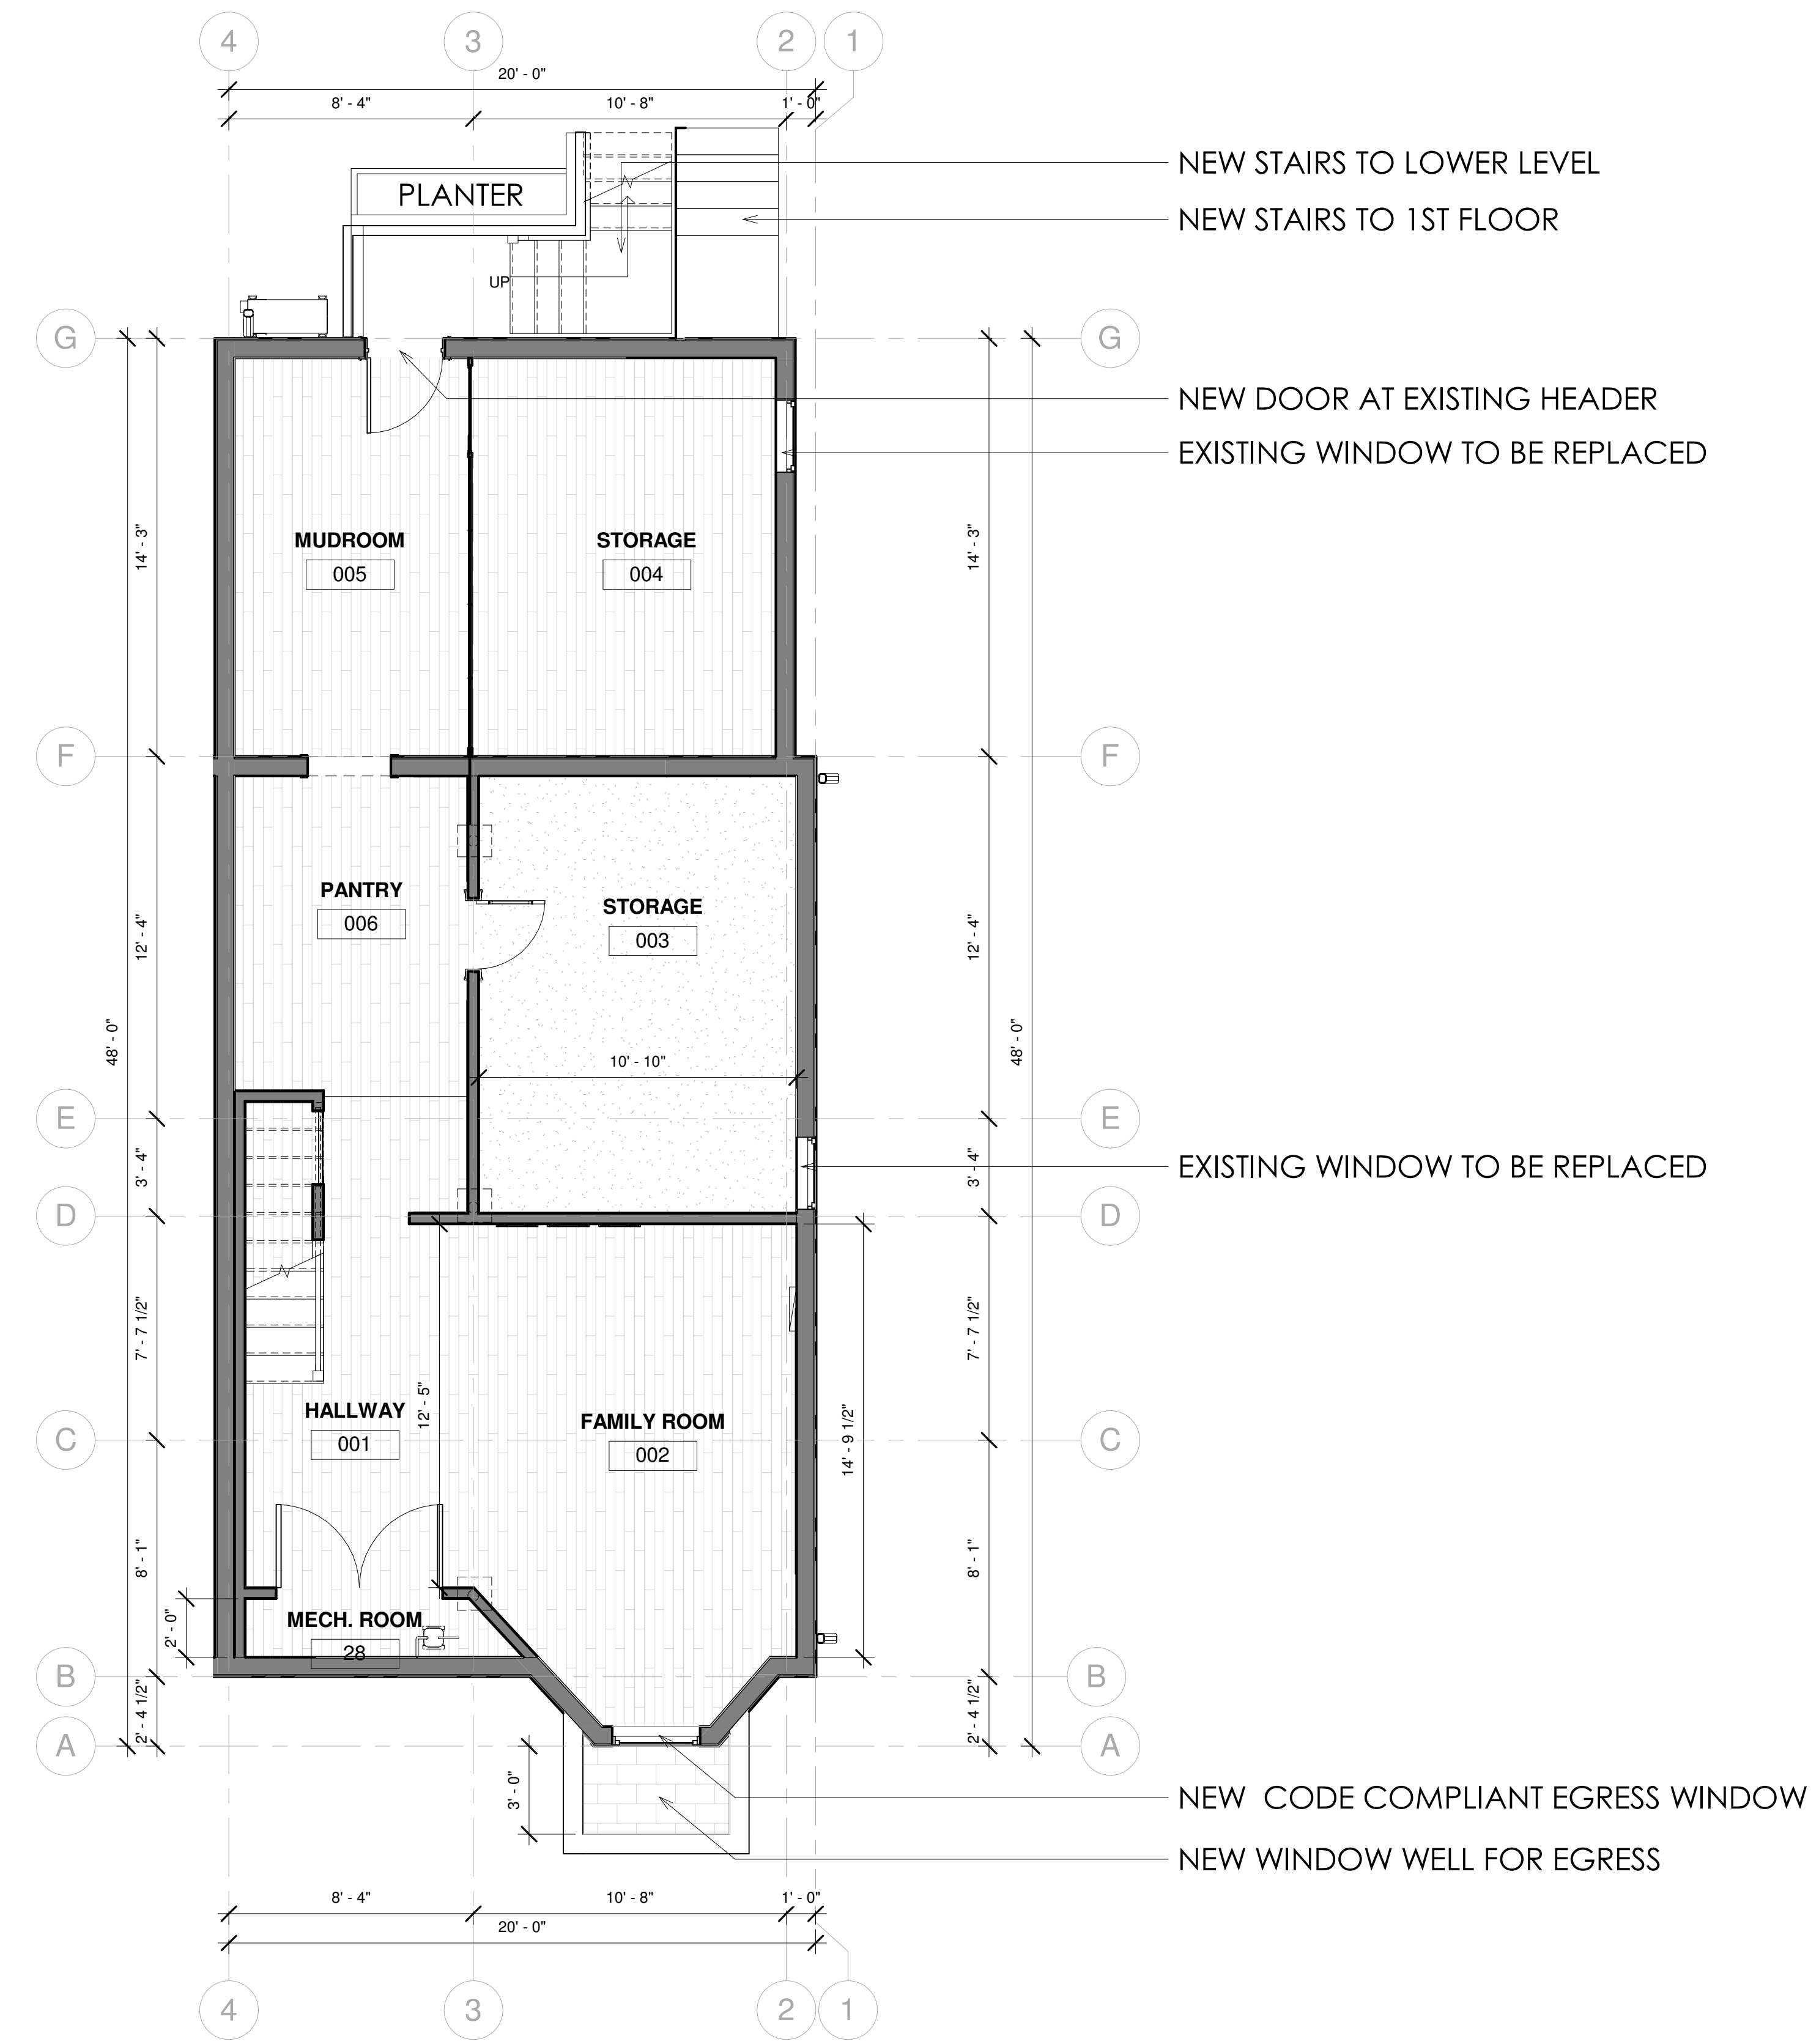 4
3
2
1
20' - 0"
8' - 4"
10' - 8"
1' - 0"
NEW STAIRS TO LOWER LEVEL
PLANTER
NEW STAIRS TO 1ST FLOOR
UP
G
G
NEW DOOR AT EXISTING HEADER
EXISTING WINDOW TO BE REPLACED
14' - 3"
MUDROOM
005
STORAGE
004
14' - 3"
F
F
PANTRY
006
STORAGE
003
12' - 4"
12' - 4"
48' - 0"
10' - 10"
48' - 0"
E
E
3' - 4"
3' - 4"
EXISTING WINDOW TO BE REPLACED
D
D
7' - 7 1/2"
7' - 7 1/2"
HALLWAY
001
12' - 5"
FAMILY ROOM
002
14' - 9 1/2"
C
C
8' - 1"
8' - 1"
2' - 0"
MECH. ROOM
28
B
B
2' - 4 1/2"
2' - 4 1/2"
A
A
3' - 0"
NEW  CODE COMPLIANT EGRESS WINDOW
NEW WINDOW WELL FOR EGRESS
8' - 4"
10' - 8"
1' - 0"
20' - 0"
4
3
2
1